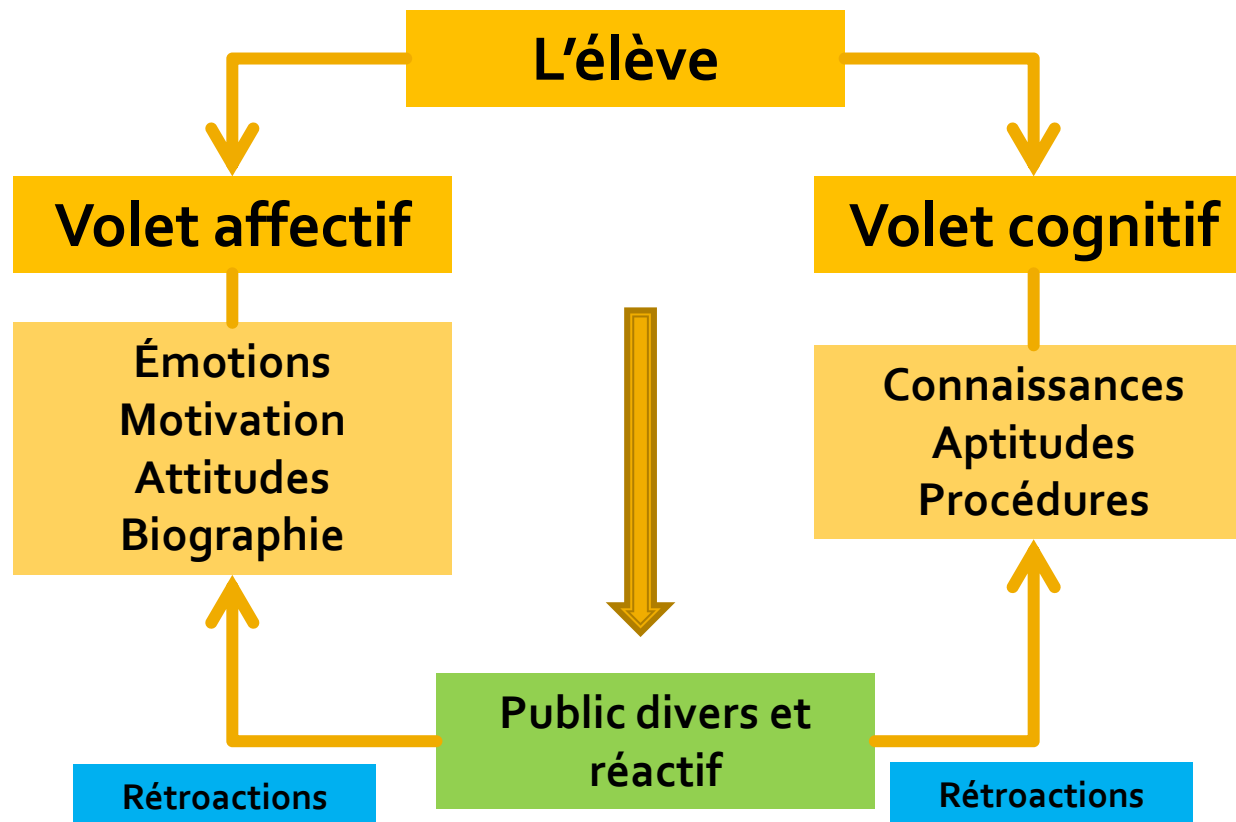 L’élève
Volet affectif
Volet cognitif
Émotions
Motivation
Attitudes
Biographie
Connaissances
Aptitudes
Procédures
Public divers et
réactif
Rétroactions
Rétroactions